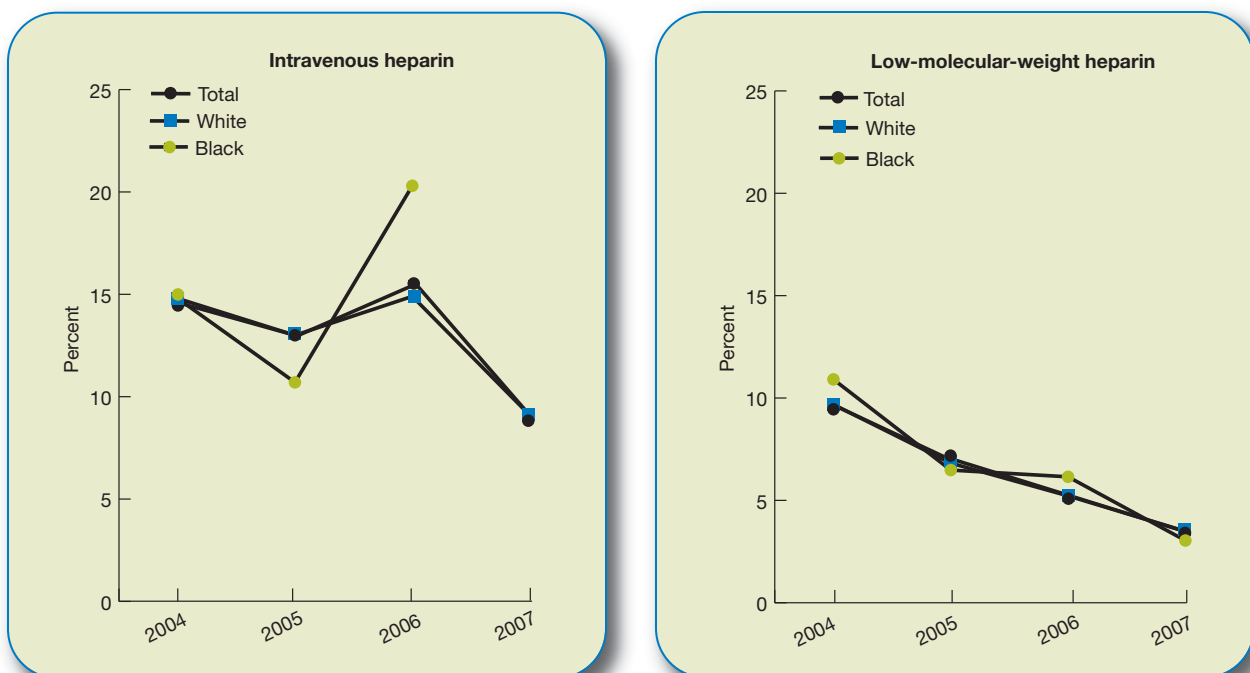 Intravenous heparin
Total
White
Black
Percent
25
20
15
10
5
0
2004
2005
2006
2007
Low-molecular-weight heparin
Total
White
Black
Percent
25
20
15
10
5
0
2004
2005
2006
2007